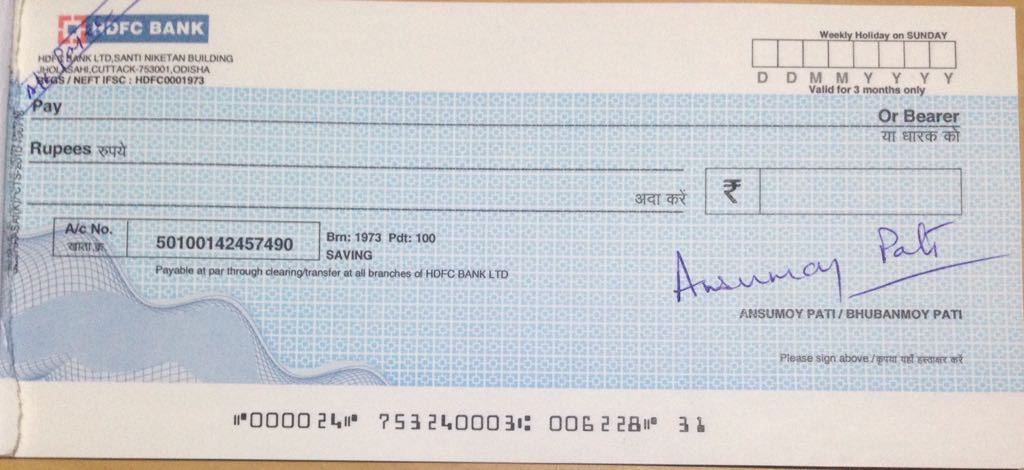 HDFC BANK
HDFC BANK LTD,SANTI NIKETAN BUILDING
JHOLASAHI,CUTTACK-753001,ODISHA
RTGS / NEFT IFSC : HDFC0001973
A/c Payee
Weekly Holiday on SUNDAY
D D M M Y Y Y Y
Valid for 3 months only
Pay
Or Bearer
या धारक को
Rupees रुपये
अदा करें
₹
A/c No.
खाता क्र.
50100142457490
Brn: 1973 Pdt: 100
SAVING
Payable at par through clearing/transfer at all branches of HDFC BANK LTD
Ansumoy Pati
ANSUMOY PATI / BHUBANMOY PATI
Please sign above / कृपया यहाँ हस्ताक्षर करें
⑈000024⑈ 753240003⑆ 006228⑈ 31